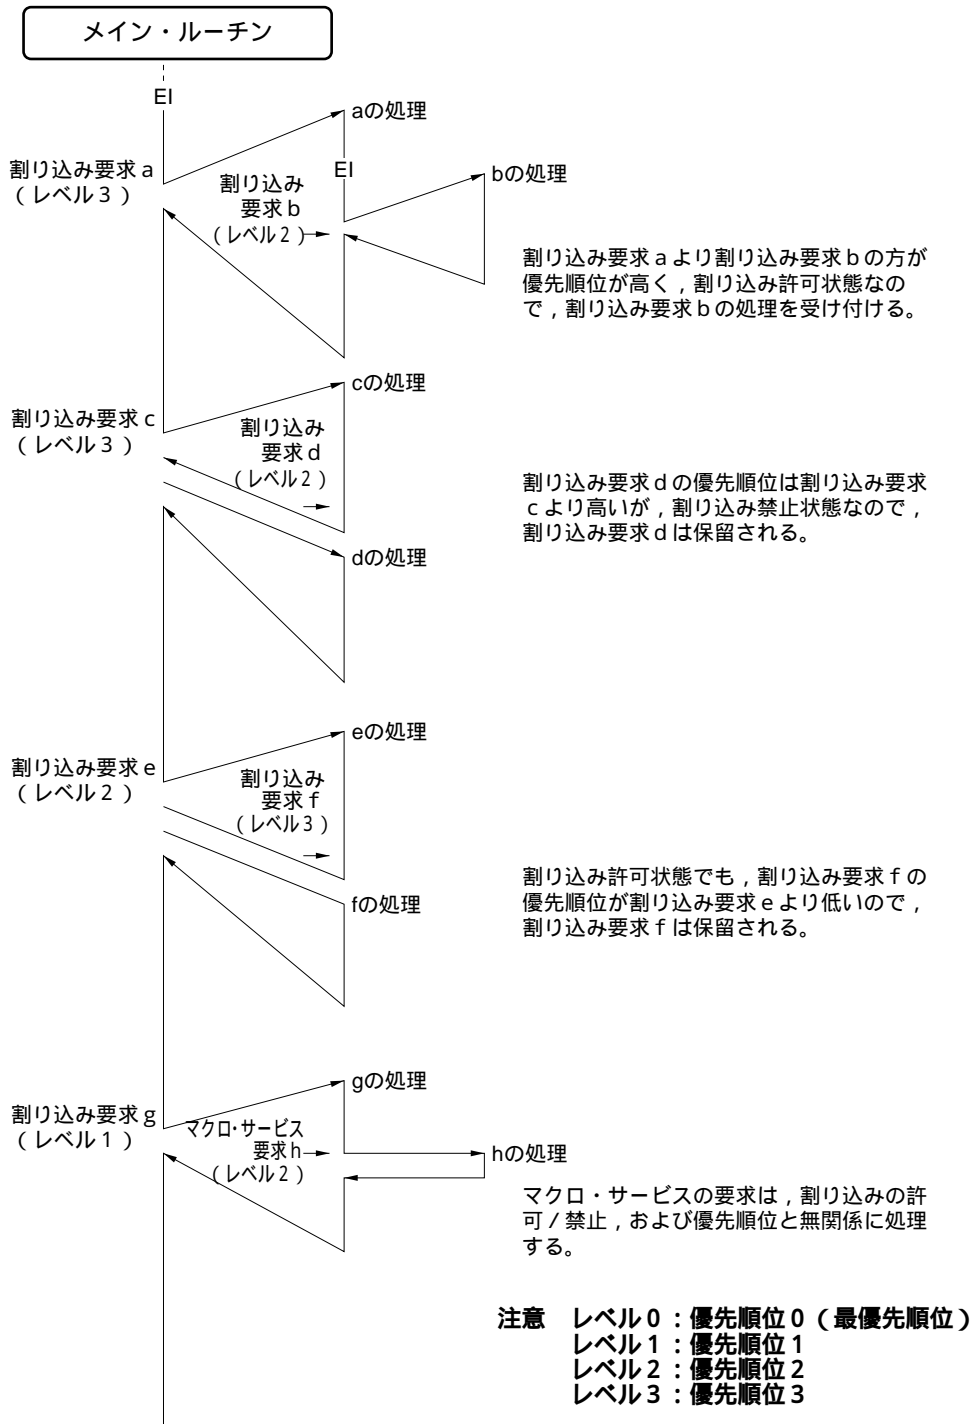 メイン・ルーチン
EI
aの処理
割り込み要求a
（レベル3）
EI
割り込み
要求b
（レベル2）
bの処理
割り込み要求aより割り込み要求bの方が
優先順位が高く，割り込み許可状態なの
で，割り込み要求bの処理を受け付ける。
cの処理
割り込み要求c
（レベル3）
割り込み
要求d
（レベル2）
割り込み要求dの優先順位は割り込み要求
cより高いが，割り込み禁止状態なので，
割り込み要求dは保留される。
dの処理
eの処理
割り込み要求e
（レベル2）
割り込み
要求f
（レベル3）
割り込み許可状態でも，割り込み要求fの
優先順位が割り込み要求eより低いので，
割り込み要求fは保留される。
fの処理
gの処理
割り込み要求g
（レベル1）
マクロ・サービス
要求h
（レベル2）
hの処理
マクロ・サービスの要求は，割り込みの許
可／禁止，および優先順位と無関係に処理
する。
注意　レベル0：優先順位0（最優先順位）
レベル1：優先順位1
レベル2：優先順位2
レベル3：優先順位3